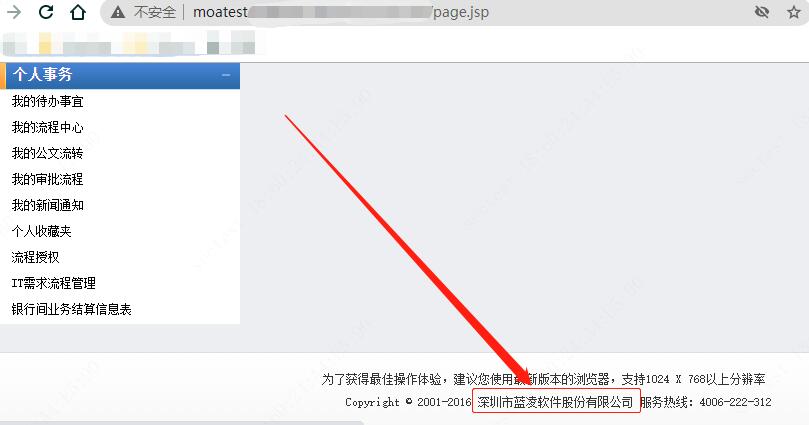 不安全 moatest /page.jsp
个人事务
我的待办事宜
我的流程中心
我的公文流转
我的审批流程
我的新闻通知
个人收藏夹
流程授权
IT需求流程管理
银行间业务结算信息表
为了获得最佳操作体验，建议您使用最新版本的浏览器，支持1024 X 768以上分辨率
Copyright © 2001-2016 深圳市蓝凌软件股份有限公司 服务热线：4006-222-312